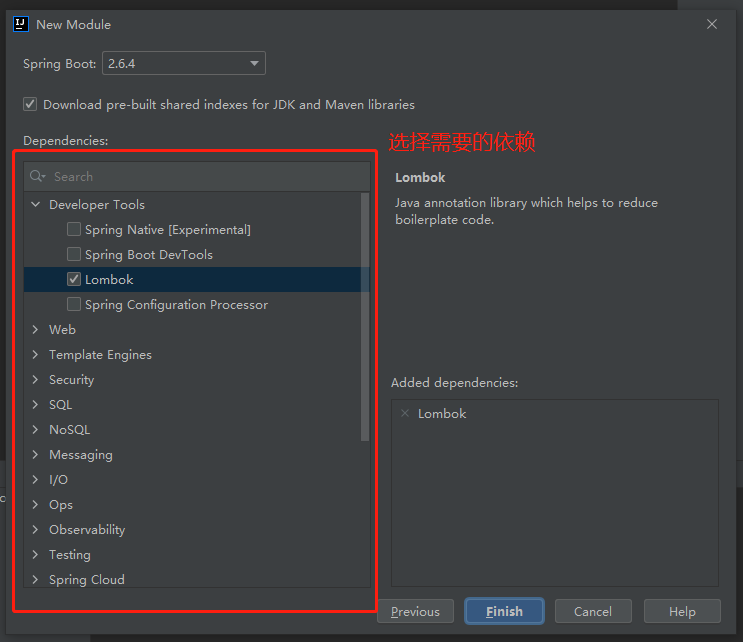 New Module
Spring Boot: 2.6.4
Download pre-built shared indexes for JDK and Maven libraries
Dependencies:
选择需要的依赖
Search
Developer Tools
Spring Native [Experimental]
Spring Boot DevTools
Lombok
Spring Configuration Processor
Web
Template Engines
Security
SQL
NoSQL
Messaging
I/O
Ops
Observability
Testing
Spring Cloud
Lombok
Java annotation library which helps to reduce
boilerplate code.
Added dependencies:
Lombok
Previous
Finish
Cancel
Help